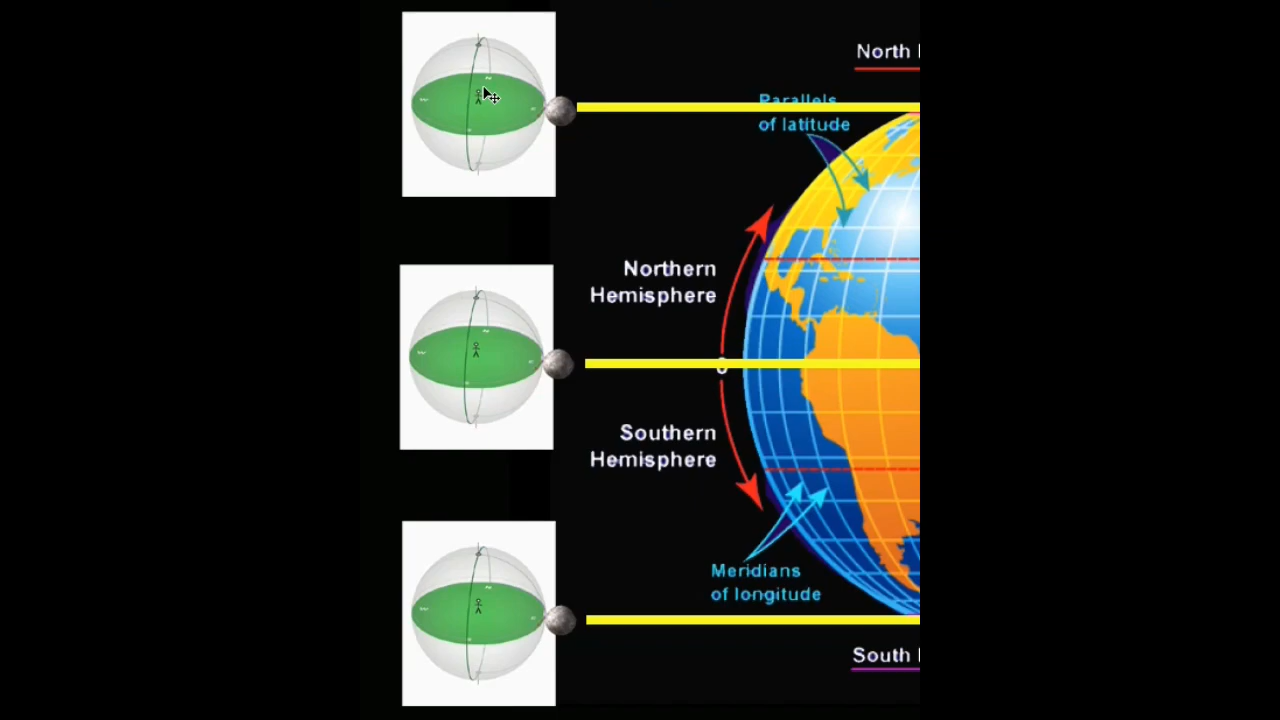 North
Parallels
of latitude
Northern
Hemisphere
0
Southern
Hemisphere
Meridians
of longitude
South